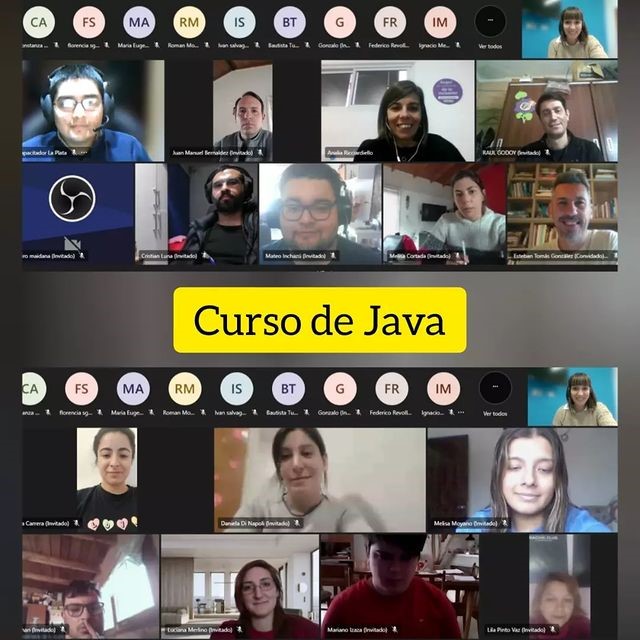 CA FS MA RM IS BT G FR IM ...
nstanza ... florencia sg... Maria Euge... Roman Mo... Ivan salvag... Bautista Tu... Gonzalo (In... Federico Revoll... Ignacio Me... Ver todos
apacitador La Plata Juan Manuel Bernaldez (Invitado) Analia Ricciardiello RAUL GODOY (Invitado)
ro maidana (Invitado) Cristian Luna (Invitado) Mateo Inchazú (Invitado) Melisa Cortada (Invitado) Esteban Tomás González (Convidado)...
Curso de Java
CA FS MA RM IS BT G FR IM ...
anza ... florencia sg... Maria Euge... Roman Mo... Ivan salvag... Bautista Tu... Gonzalo (In... Federico Revoll... Ignacio... Ver todos
a Carrera (Invitado) Daniela Di Napoli (Invitado) Melisa Moyano (Invitado)
nari (Invitado) Luciana Merlino (Invitado) Mariano Izaza (Invitado) Lila Pinto Vaz (Invitado)